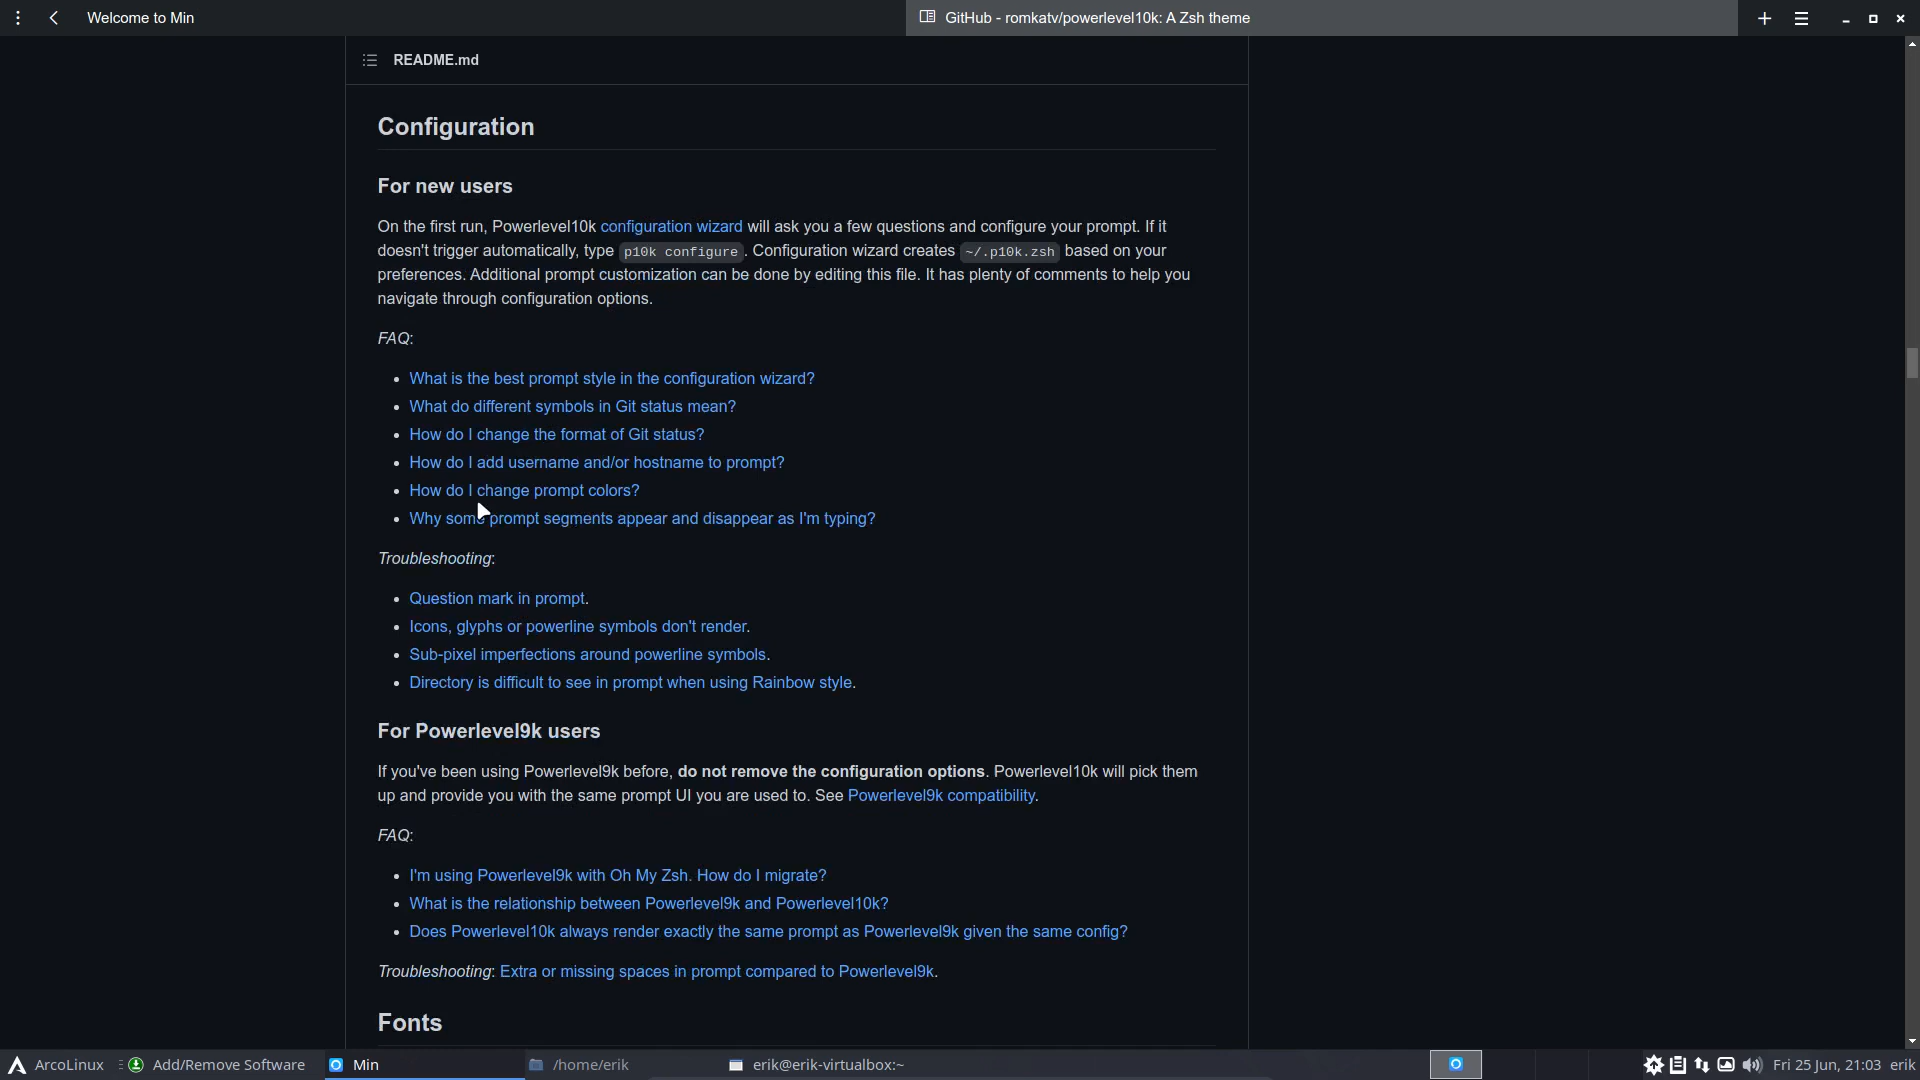 Welcome to Min
GitHub - romkatv/powerlevel10k: A Zsh theme
README.md
Configuration
For new users
On the first run, Powerlevel10k configuration wizard will ask you a few questions and configure your prompt. If it
doesn't trigger automatically, type p10k configure. Configuration wizard creates ~/.p10k.zsh based on your
preferences. Additional prompt customization can be done by editing this file. It has plenty of comments to help you
navigate through configuration options.
FAQ:
What is the best prompt style in the configuration wizard?
What do different symbols in Git status mean?
How do I change the format of Git status?
How do I add username and/or hostname to prompt?
How do I change prompt colors?
Why some prompt segments appear and disappear as I'm typing?
Troubleshooting:
Question mark in prompt.
Icons, glyphs or powerline symbols don't render.
Sub-pixel imperfections around powerline symbols.
Directory is difficult to see in prompt when using Rainbow style.
For Powerlevel9k users
If you've been using Powerlevel9k before, do not remove the configuration options. Powerlevel10k will pick them
up and provide you with the same prompt UI you are used to. See Powerlevel9k compatibility.
FAQ:
I'm using Powerlevel9k with Oh My Zsh. How do I migrate?
What is the relationship between Powerlevel9k and Powerlevel10k?
Does Powerlevel10k always render exactly the same prompt as Powerlevel9k given the same config?
Troubleshooting: Extra or missing spaces in prompt compared to Powerlevel9k.
Fonts
ArcoLinux
Add/Remove Software
Min
/home/erik
erik@erik-virtualbox:~
Fri 25 Jun, 21:03 erik